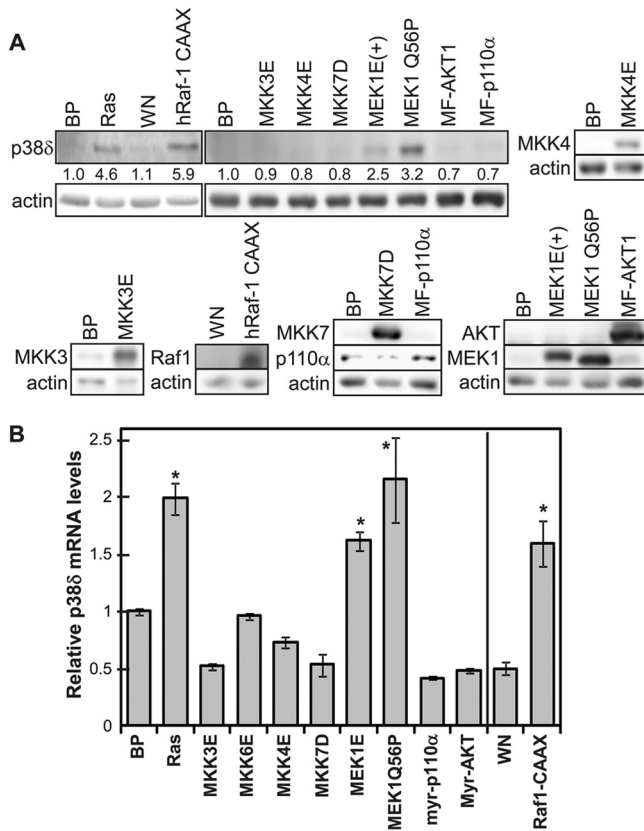 A
BP
Ras
WN
hRaf-1 CAAX
BP
MKK3E
MKK4E
MKK7D
MEK1E(+)
MEK1 Q56P
MF-AKT1
MF-p110α
BP
MKK4E
p38δ
MKK4
1.0 4.6 1.1 5.9 1.0 0.9 0.8 0.8 2.5 3.2 0.7 0.7
actin
actin
BP
MKK3E
WN
hRaf-1 CAAX
BP
MKK7D
MF-p110α
BP
MEK1E(+)
MEK1 Q56P
MF-AKT1
MKK7
AKT
MKK3
Raf1
p110α
MEK1
actin
actin
actin
actin
B
Relative p38δ mRNA levels
2.5
2
1.5
1
0.5
0
*
*
*
*
BP
Ras
MKK3E
MKK6E
MKK4E
MKK7D
MEK1E
MEK1Q56P
myr-p110α
Myr-AKT
WN
Raf1-CAAX